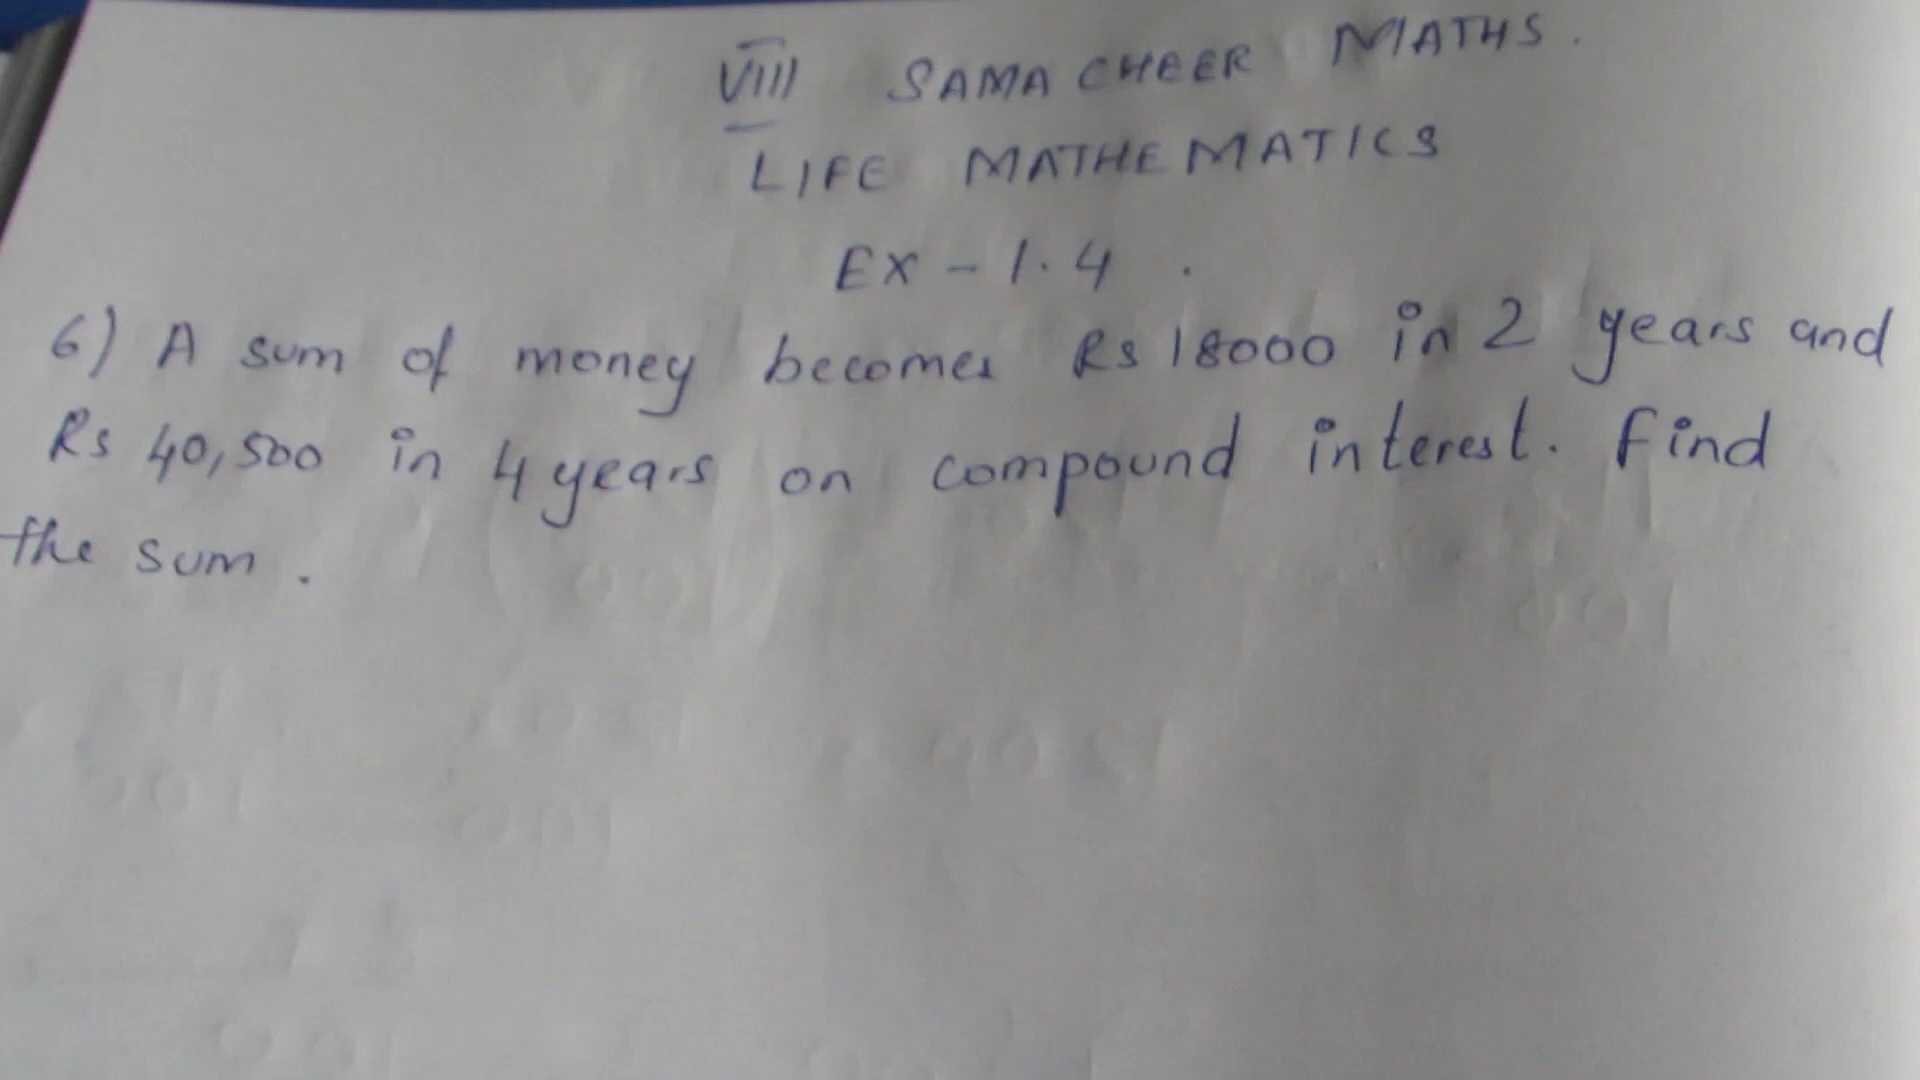 VIII SAMACHEER MATHS.
LIFE MATHEMATICS
EX - 1.4 .
6) A sum of money becomes Rs 18000 in 2 years and
Rs 40,500 in 4 years on compound interest. Find
the sum .